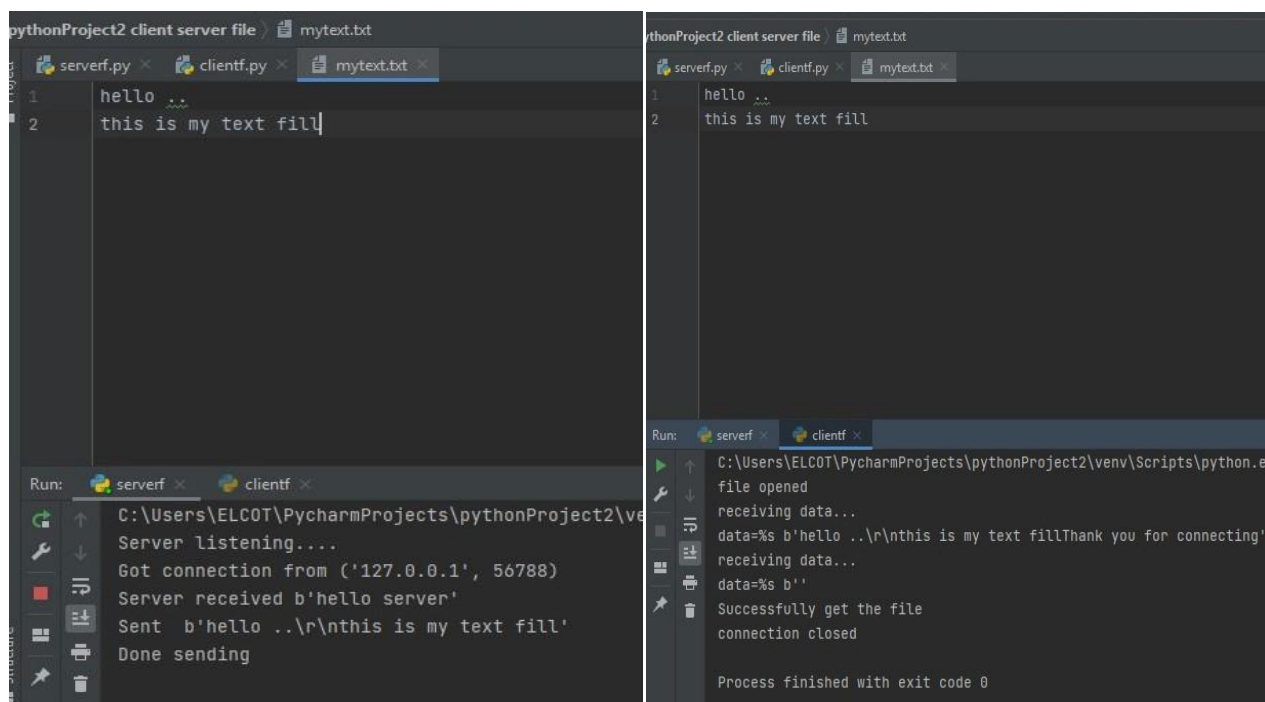 pythonProject2 client server file 〉 mytext.txt
serverf.py × clientf.py × mytext.txt ×
1 hello ..
2 this is my text fill
Run: serverf × clientf ×
C:\Users\ELCOT\PycharmProjects\pythonProject2\ve
Server listening....
Got connection from ('127.0.0.1', 56788)
Server received b'hello server'
Sent  b'hello ..\r\nthis is my text fill'
Done sending
Structure
ythonProject2 client server file 〉 mytext.txt
serverf.py × clientf.py × mytext.txt ×
1 hello ..
2 this is my text fill
Run: serverf × clientf ×
C:\Users\ELCOT\PycharmProjects\pythonProject2\venv\Scripts\python.e
file opened
receiving data...
data=%s b'hello ..\r\nthis is my text fillThank you for connecting'
receiving data...
data=%s b''
Successfully get the file
connection closed
Process finished with exit code 0